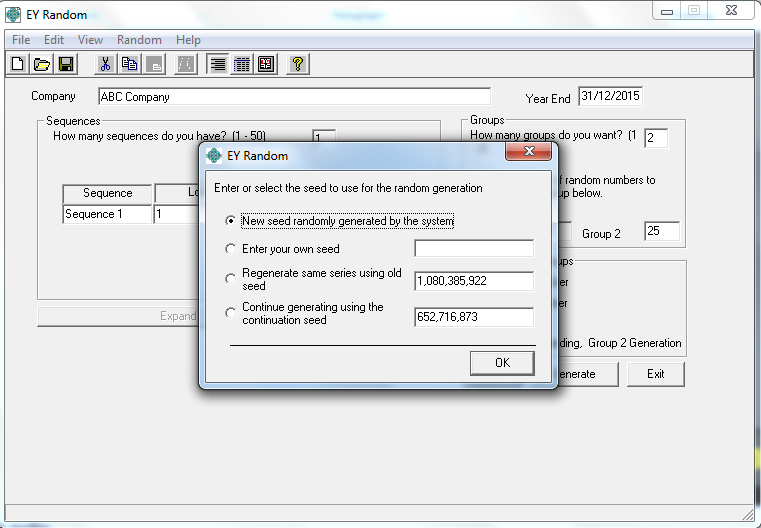 EY Random
File Edit View Random Help
Company ABC Company Year End 31/12/2015
Sequences
How many sequences do you have? (1 - 50) 1
Groups
How many groups do you want? (1 2
EY Random
Enter or select the seed to use for the random generation
f random numbers to
up below.
Sequence
Sequence 1 1
Group 2 25
New seed randomly generated by the system
Enter your own seed
Regenerate same series using old
seed
1,080,385,922
Continue generating using the
continuation seed
652,716,873
ups
er
er
ding, Group 2 Generation
Expand
OK
enerate Exit